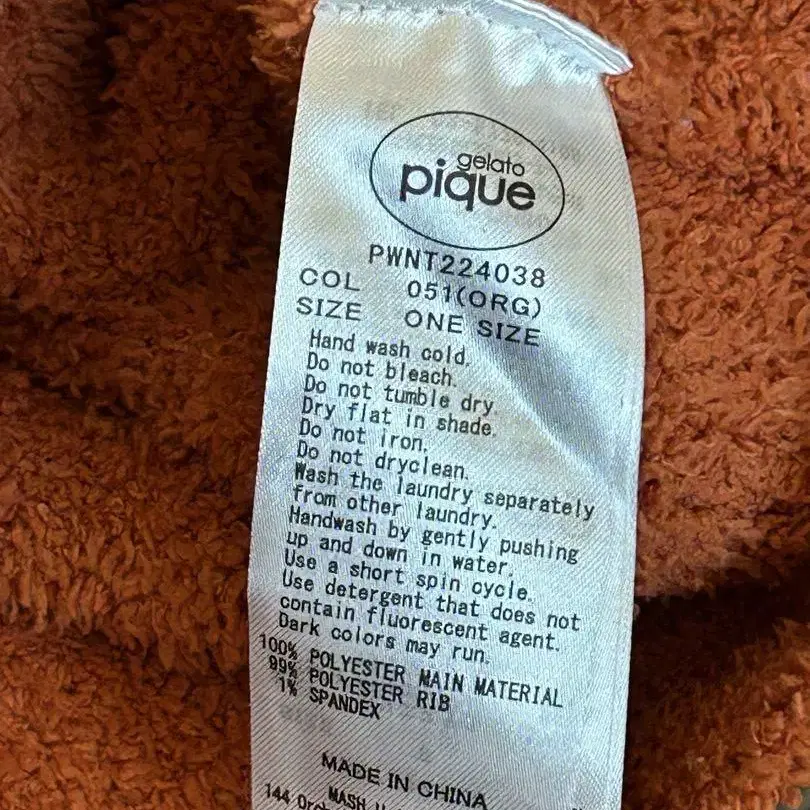 gelato
pique
PWNT224038
COL 051(ORG)
SIZE ONE SIZE
Hand wash cold.
Do not bleach.
Do not tumble dry.
Dry flat in shade.
Do not iron.
Do not dryclean.
Wash the laundry separately
from other laundry.
Handwash by gently pushing
up and down in water.
Use a short spin cycle.
Use detergent that does not
contain fluorescent agent.
Dark colors may run.
100% POLYESTER MAIN MATERIAL
99% POLYESTER RIB
1% SPANDEX
MADE IN CHINA
MASH
144